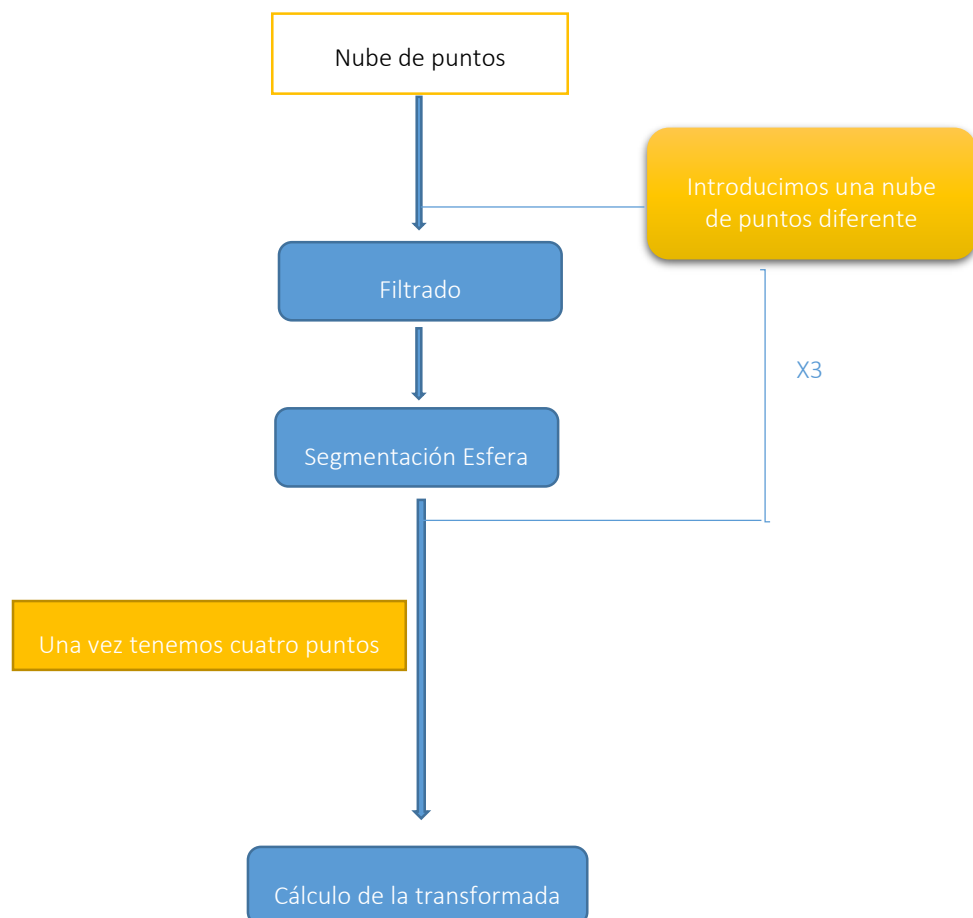 Nube de puntos
Introducimos una nube
de puntos diferente
Filtrado
X3
Segmentación Esfera
Una vez tenemos cuatro puntos
Cálculo de la transformada